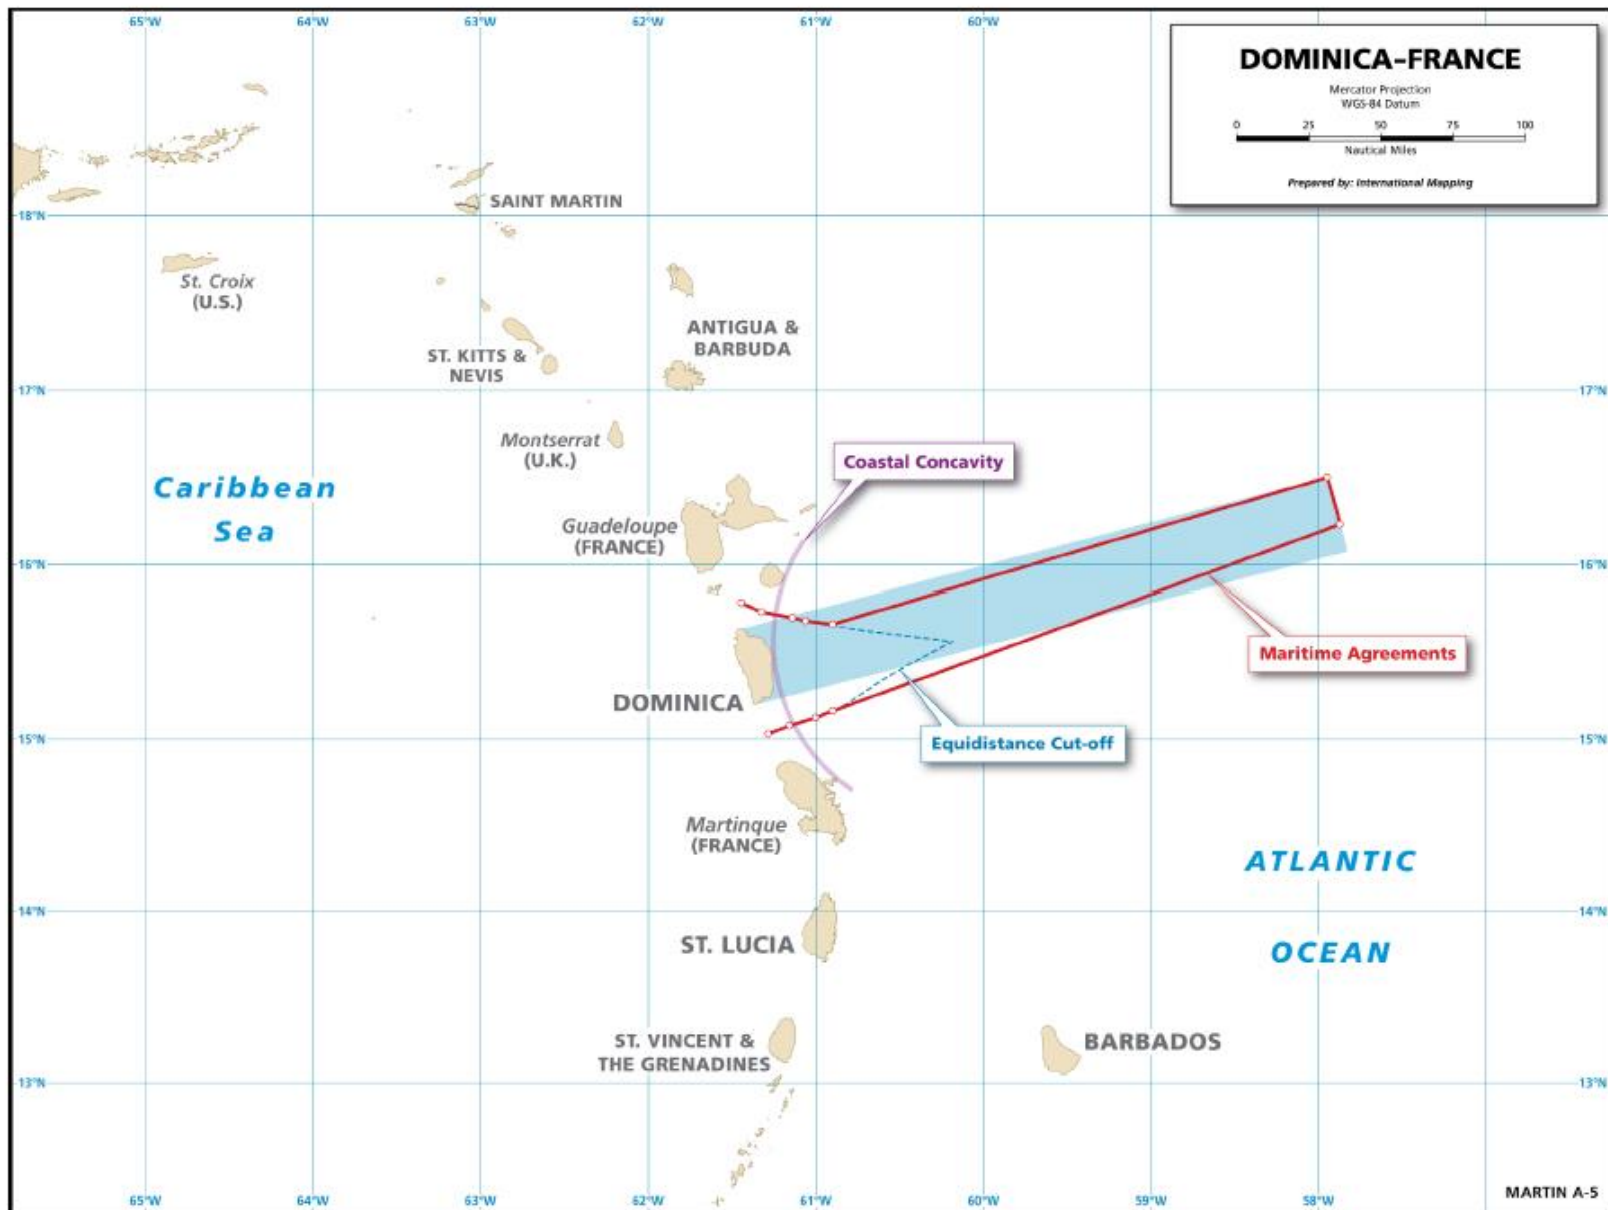 65°W 64°W 63°W 62°W 61°W 60°W
DOMINICA–FRANCE
Mercator Projection
WGS-84 Datum
0 25 50 75 100
Nautical Miles
Prepared by: International Mapping
SAINT MARTIN
18°N
St. Croix
(U.S.)
ANTIGUA &
BARBUDA
ST. KITTS &
NEVIS
17°N 17°N
Montserrat
(U.K.)
Coastal Concavity
Caribbean
Sea
Guadeloupe
(FRANCE)
16°N 16°N
Maritime Agreements
DOMINICA
Equidistance Cut-off
15°N 15°N
Martinque
(FRANCE)
ATLANTIC
OCEAN
14°N 14°N
ST. LUCIA
ST. VINCENT &
THE GRENADINES
BARBADOS
13°N 13°N
65°W 64°W 63°W 62°W 61°W 60°W 59°W 58°W
MARTIN A-5